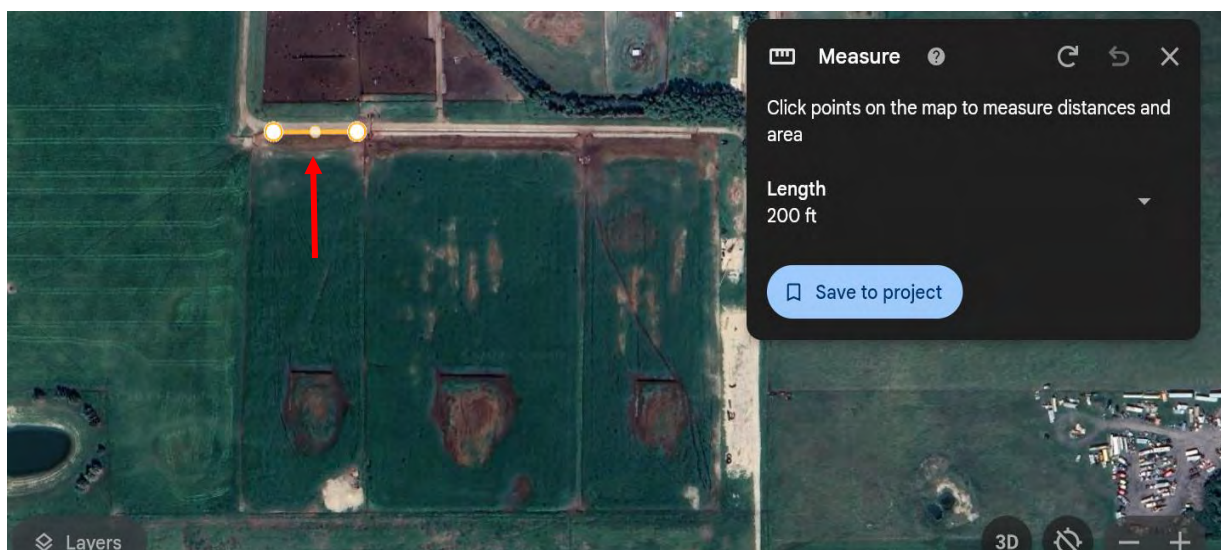 Measure
Click points on the map to measure distances and
area
Length
200 ft
Save to project
Layers
3D